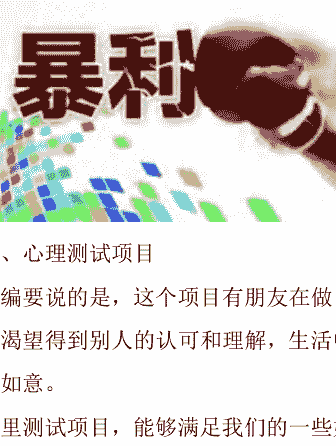 暴利
、心理测试项目
编要说的是，这个项目有朋友在做
渴望得到别人的认可和理解，生活
如意。
里测试项目，能够满足我们的一些